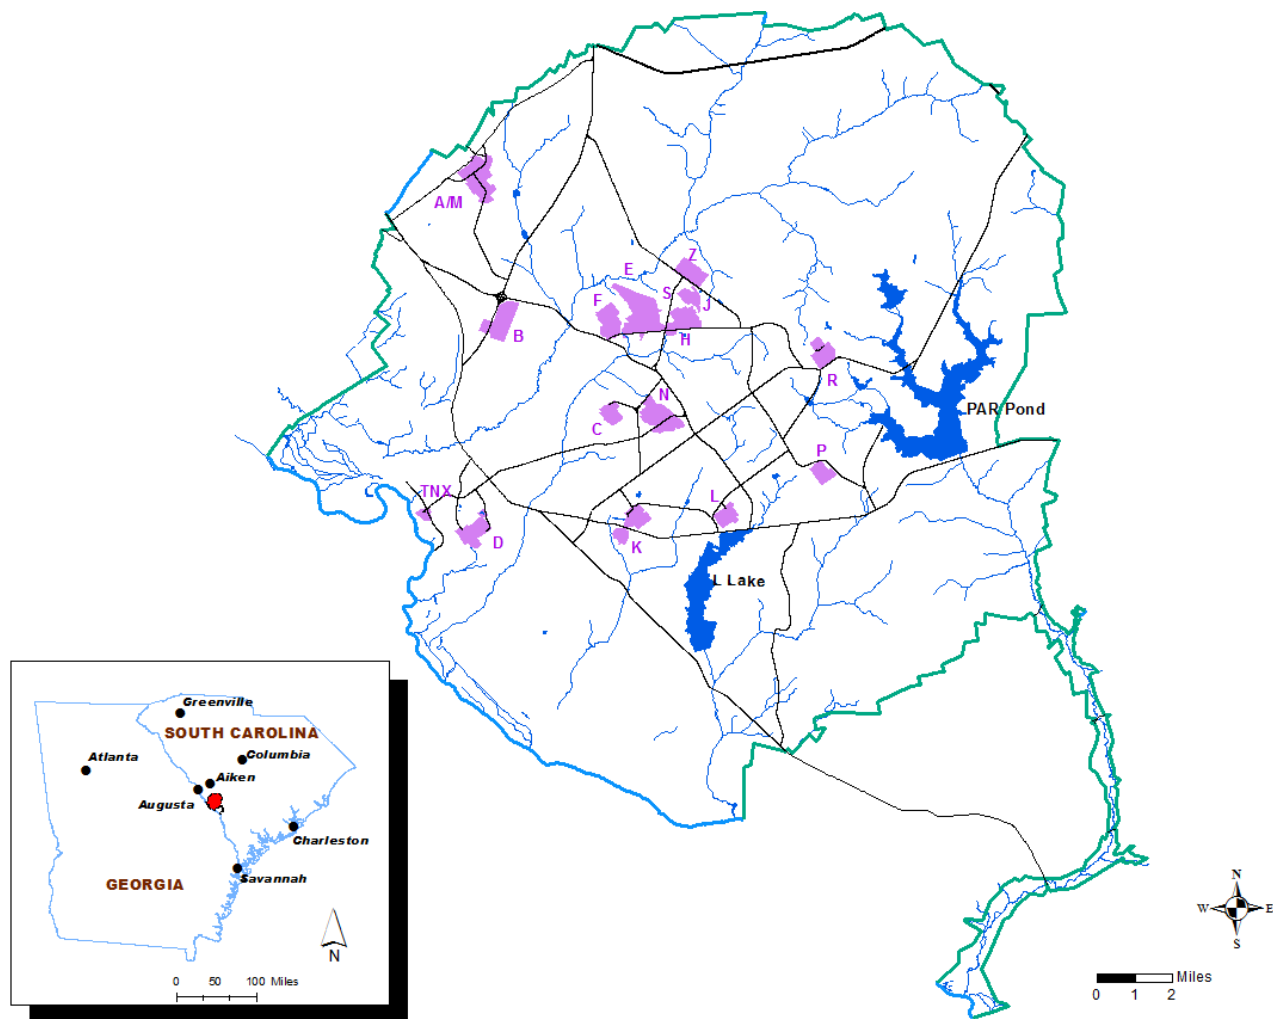 A/M
Z
E
S
F
J
B
H
R
PAR Pond
N
C
P
TNX
L
D
K
L Lake
Greenville
SOUTH CAROLINA
Atlanta
Columbia
Aiken
Augusta
Charleston
Savannah
GEORGIA
N
0 50 100 Miles
N
W E
S
Miles
0 1 2